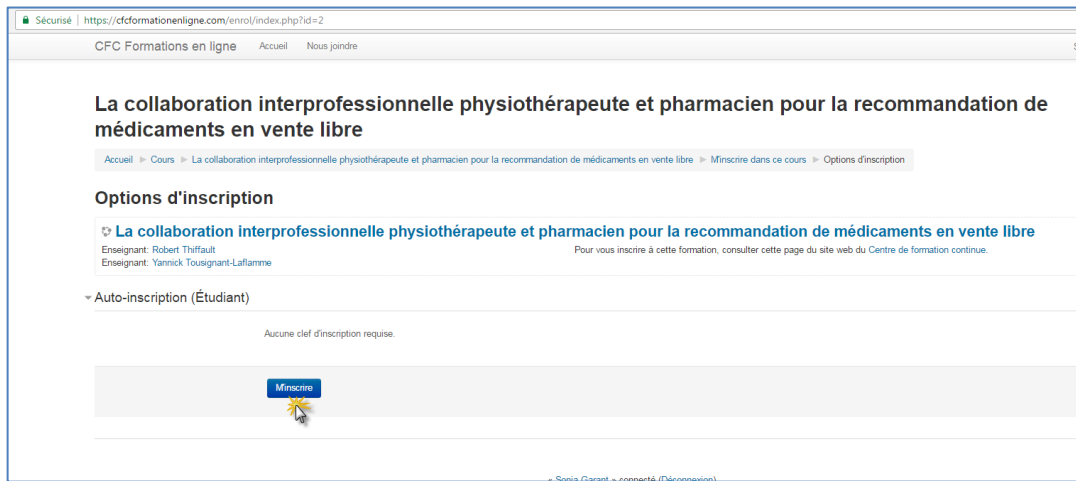 Sécurisé | https://cfcformationenligne.com/enrol/index.php?id=2
CFC Formations en ligne Accueil Nous joindre
La collaboration interprofessionnelle physiothérapeute et pharmacien pour la recommandation de
médicaments en vente libre
Accueil ► Cours ► La collaboration interprofessionnelle physiothérapeute et pharmacien pour la recommandation de médicaments en vente libre ► M'inscrire dans ce cours ► Options d'inscription
Options d'inscription
La collaboration interprofessionnelle physiothérapeute et pharmacien pour la recommandation de médicaments en vente libre
Enseignant: Robert Thiffault
Pour vous inscrire à cette formation, consulter cette page du site web du Centre de formation continue.
Enseignant: Yannick Tousignant-Laflamme
Auto-inscription (Étudiant)
Aucune clef d'inscription requise.
M'inscrire
« Sonia Garant » connecté (Déconnexion)